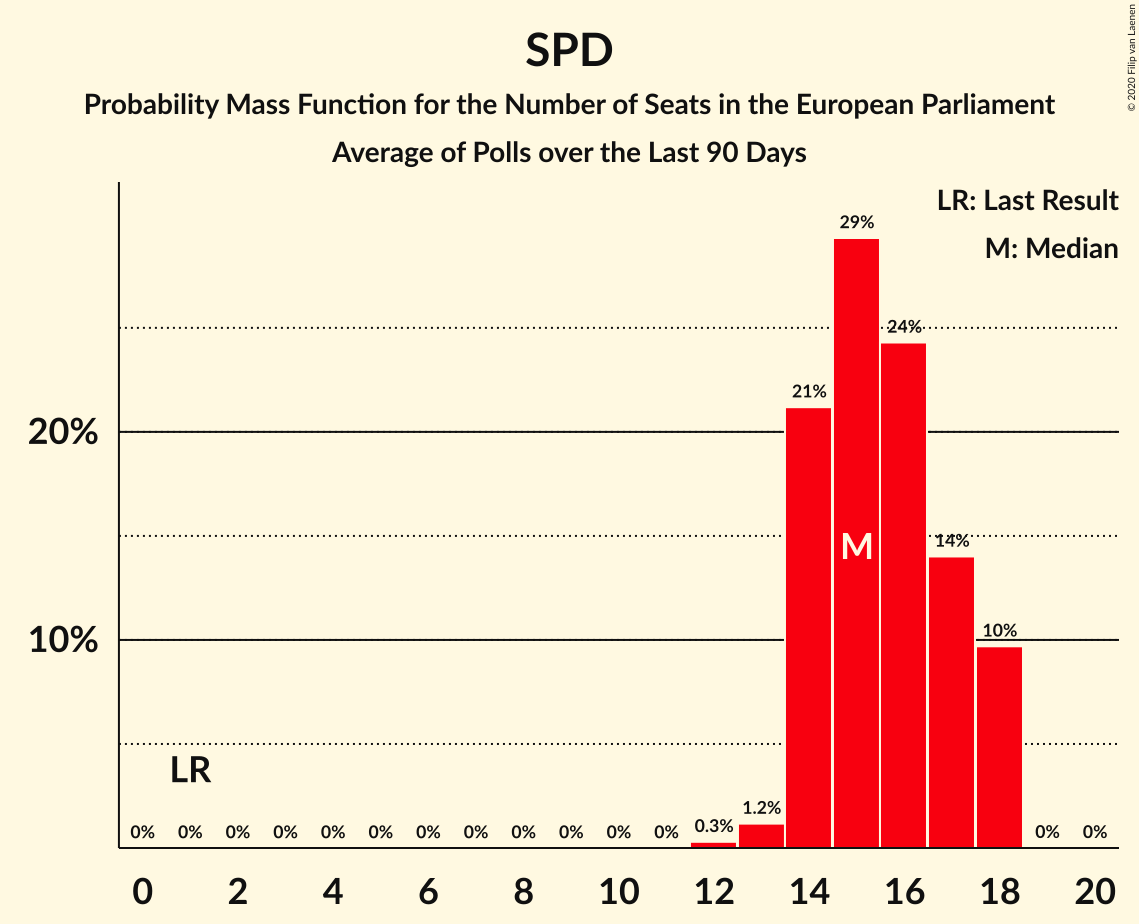 SPD
Probability Mass Function for the Number of Seats in the European Parliament
Average of Polls over the Last 90 Days
© 2020 Filip van Laenen
LR: Last Result
M: Median
29%
24%
21%
20%
14%
M
10%
10%
LR
1.2%
0.3%
0% 0% 0% 0% 0% 0% 0% 0% 0% 0% 0% 0% 0% 0%
0 2 4 6 8 10 12 14 16 18 20